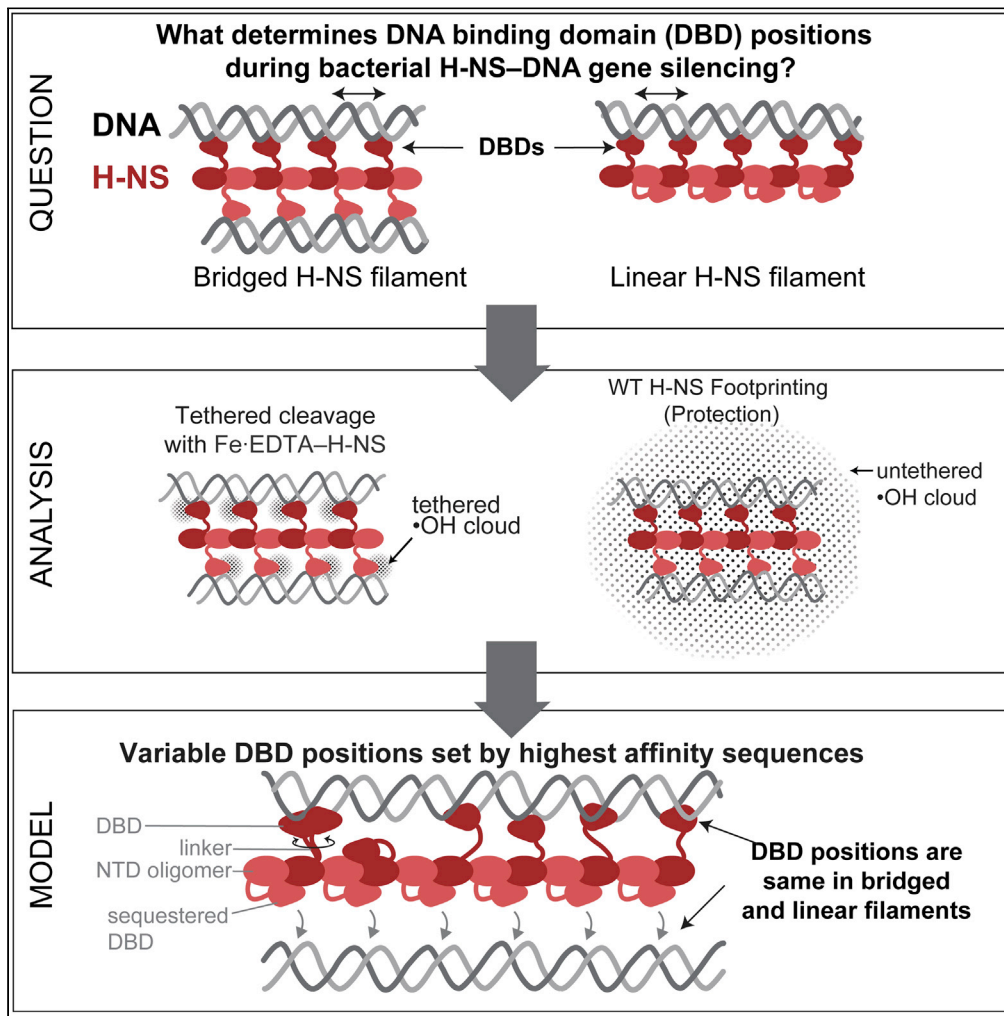 QUESTION
What determines DNA binding domain (DBD) positions
during bacterial H-NS–DNA gene silencing?
DNA
H-NS
DBDs
Bridged H-NS filament
Linear H-NS filament
ANALYSIS
Tethered cleavage
with Fe·EDTA–H-NS
tethered
•OH cloud
WT H-NS Footprinting
(Protection)
untethered
•OH cloud
MODEL
Variable DBD positions set by highest affinity sequences
DBD
linker
NTD oligomer
sequestered
DBD
DBD positions are
same in bridged
and linear filaments